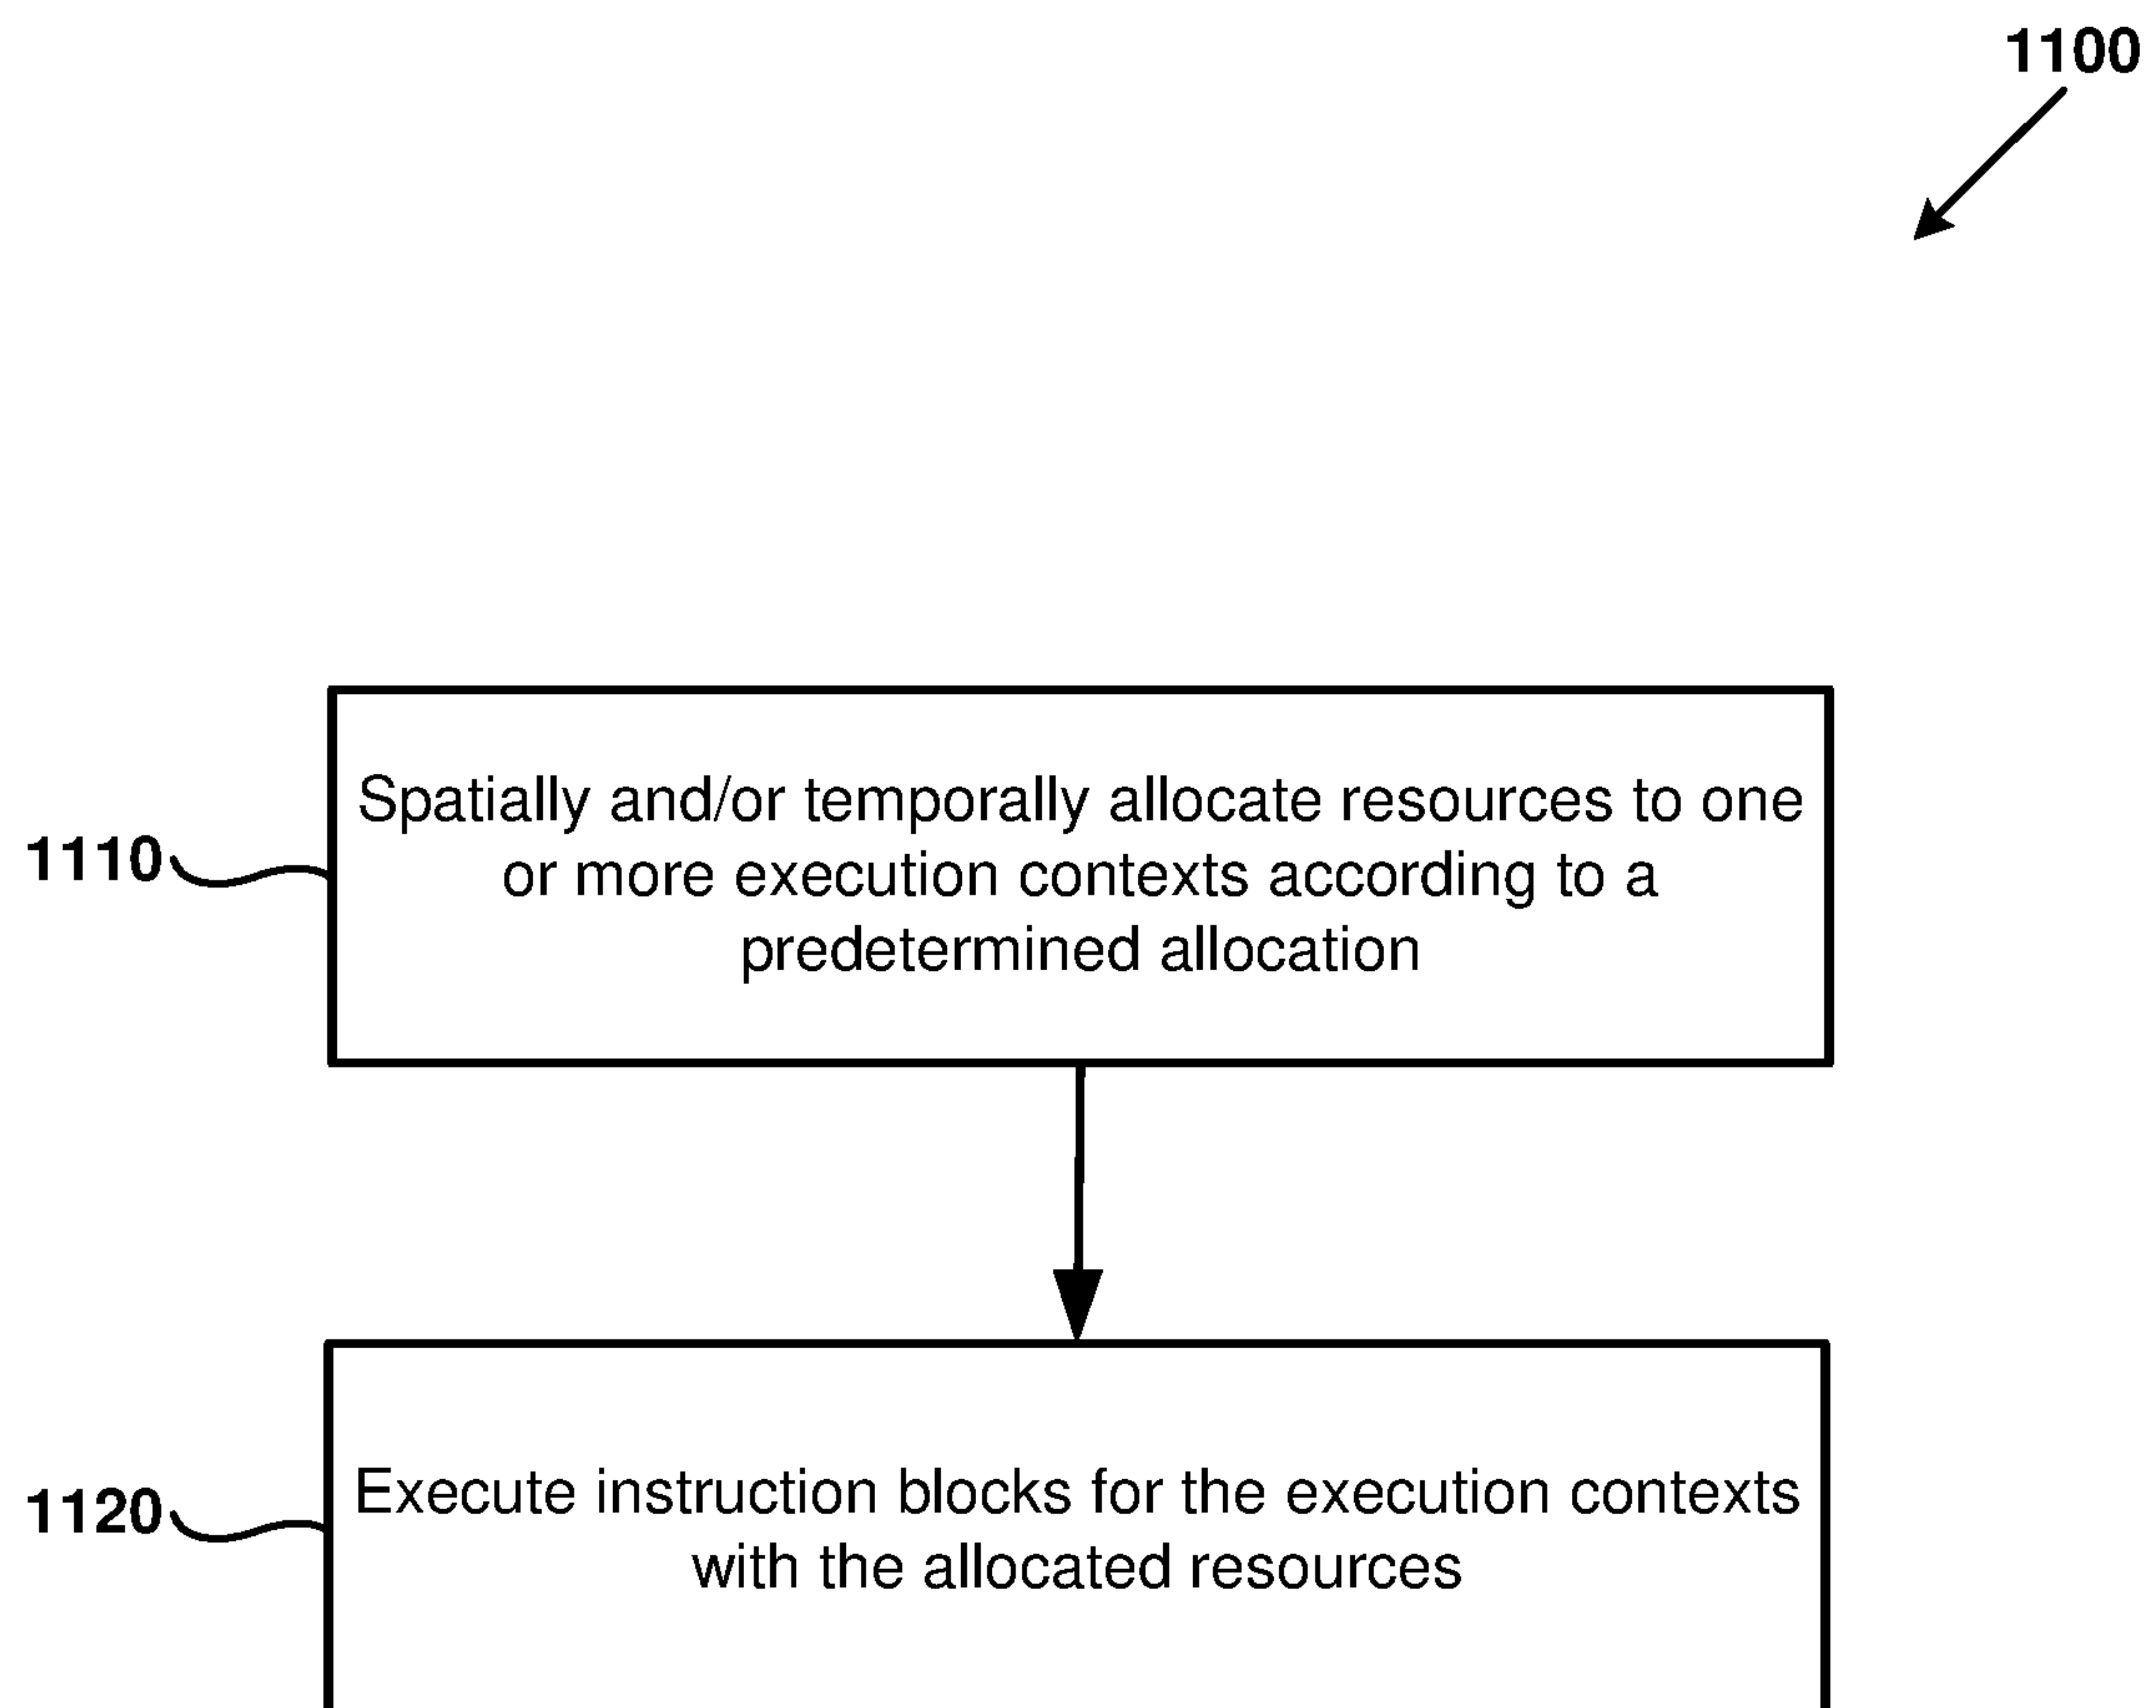 1100
1110
Spatially and/or temporally allocate resources to one
or more execution contexts according to a
predetermined allocation
1120
Execute instruction blocks for the execution contexts
with the allocated resources